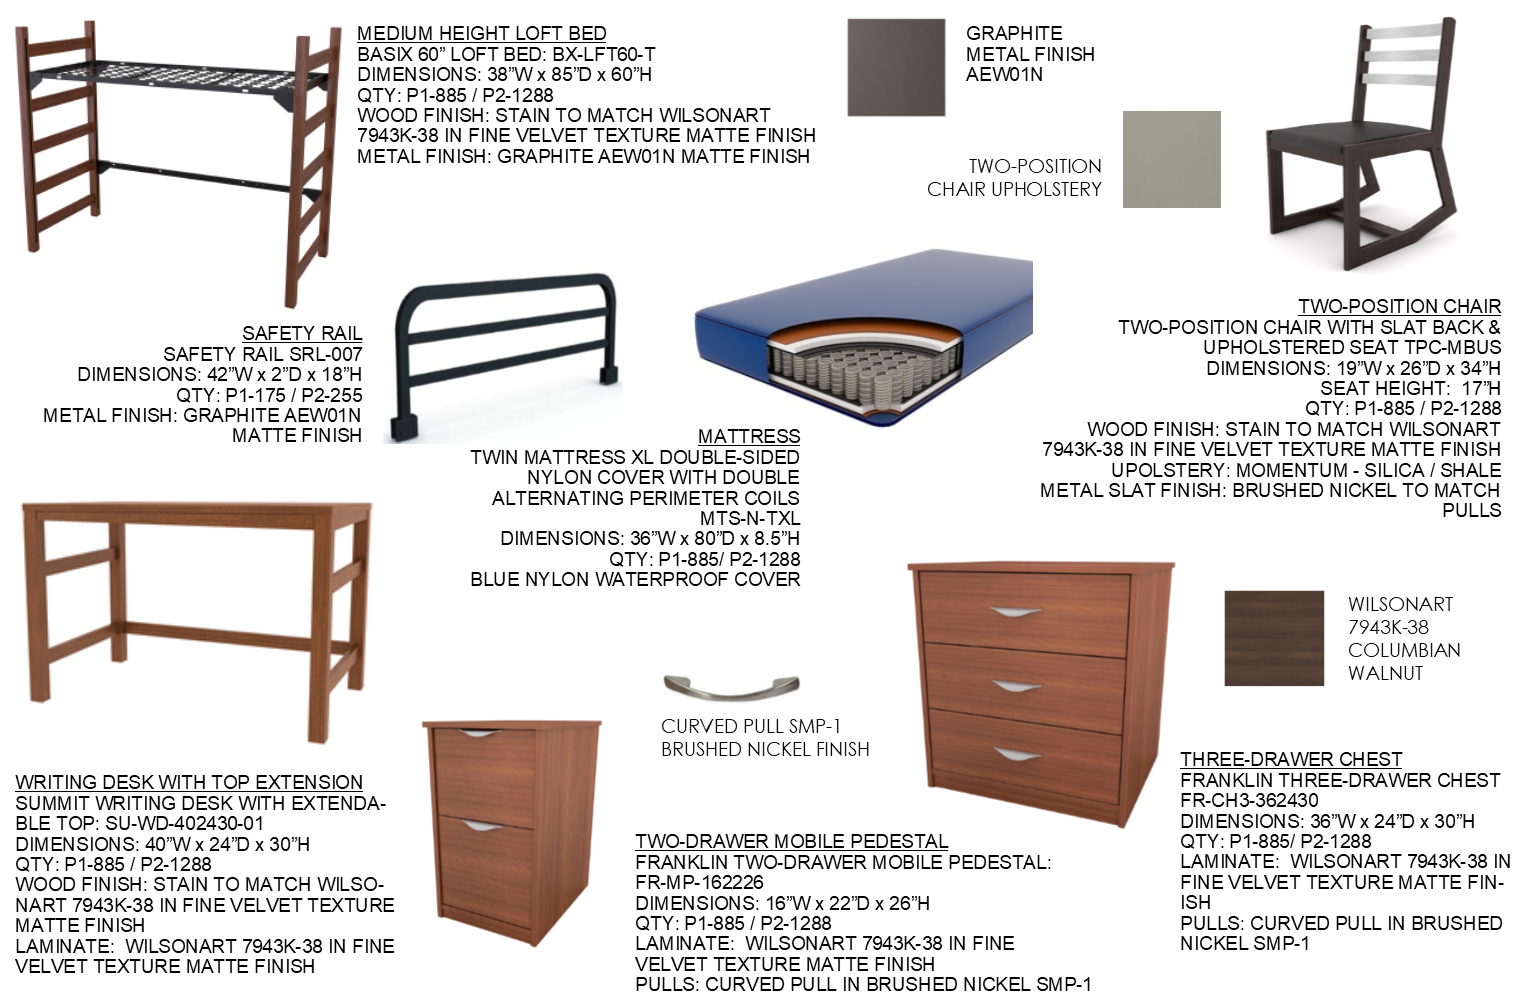 MEDIUM HEIGHT LOFT BED
BASIX 60” LOFT BED: BX-LFT60-T
DIMENSIONS: 38”W x 85”D x 60”H
QTY: P1-885 / P2-1288
WOOD FINISH: STAIN TO MATCH WILSONART
7943K-38 IN FINE VELVET TEXTURE MATTE FINISH
METAL FINISH: GRAPHITE AEW01N MATTE FINISH
GRAPHITE
METAL FINISH
AEW01N
TWO-POSITION
CHAIR UPHOLSTERY
SAFETY RAIL
SAFETY RAIL SRL-007
DIMENSIONS: 42”W x 2”D x 18”H
QTY: P1-175 / P2-255
METAL FINISH: GRAPHITE AEW01N
MATTE FINISH
MATTRESS
TWIN MATTRESS XL DOUBLE-SIDED
NYLON COVER WITH DOUBLE
ALTERNATING PERIMETER COILS
MTS-N-TXL
DIMENSIONS: 36”W x 80”D x 8.5”H
QTY: P1-885/ P2-1288
BLUE NYLON WATERPROOF COVER
TWO-POSITION CHAIR
TWO-POSITION CHAIR WITH SLAT BACK &
UPHOLSTERED SEAT TPC-MBUS
DIMENSIONS: 19”W x 26”D x 34”H
SEAT HEIGHT:  17”H
QTY: P1-885 / P2-1288
WOOD FINISH: STAIN TO MATCH WILSONART
7943K-38 IN FINE VELVET TEXTURE MATTE FINISH
UPOLSTERY: MOMENTUM - SILICA / SHALE
METAL SLAT FINISH: BRUSHED NICKEL TO MATCH
PULLS
WILSONART
7943K-38
COLUMBIAN
WALNUT
CURVED PULL SMP-1
BRUSHED NICKEL FINISH
WRITING DESK WITH TOP EXTENSION
SUMMIT WRITING DESK WITH EXTENDA-
BLE TOP: SU-WD-402430-01
DIMENSIONS: 40”W x 24”D x 30”H
QTY: P1-885 / P2-1288
WOOD FINISH: STAIN TO MATCH WILSO-
NART 7943K-38 IN FINE VELVET TEXTURE
MATTE FINISH
LAMINATE:  WILSONART 7943K-38 IN FINE
VELVET TEXTURE MATTE FINISH
TWO-DRAWER MOBILE PEDESTAL
FRANKLIN TWO-DRAWER MOBILE PEDESTAL:
FR-MP-162226
DIMENSIONS: 16”W x 22”D x 26”H
QTY: P1-885 / P2-1288
LAMINATE:  WILSONART 7943K-38 IN FINE
VELVET TEXTURE MATTE FINISH
PULLS: CURVED PULL IN BRUSHED NICKEL SMP-1
THREE-DRAWER CHEST
FRANKLIN THREE-DRAWER CHEST
FR-CH3-362430
DIMENSIONS: 36”W x 24”D x 30”H
QTY: P1-885/ P2-1288
LAMINATE:  WILSONART 7943K-38 IN
FINE VELVET TEXTURE MATTE FIN-
ISH
PULLS: CURVED PULL IN BRUSHED
NICKEL SMP-1